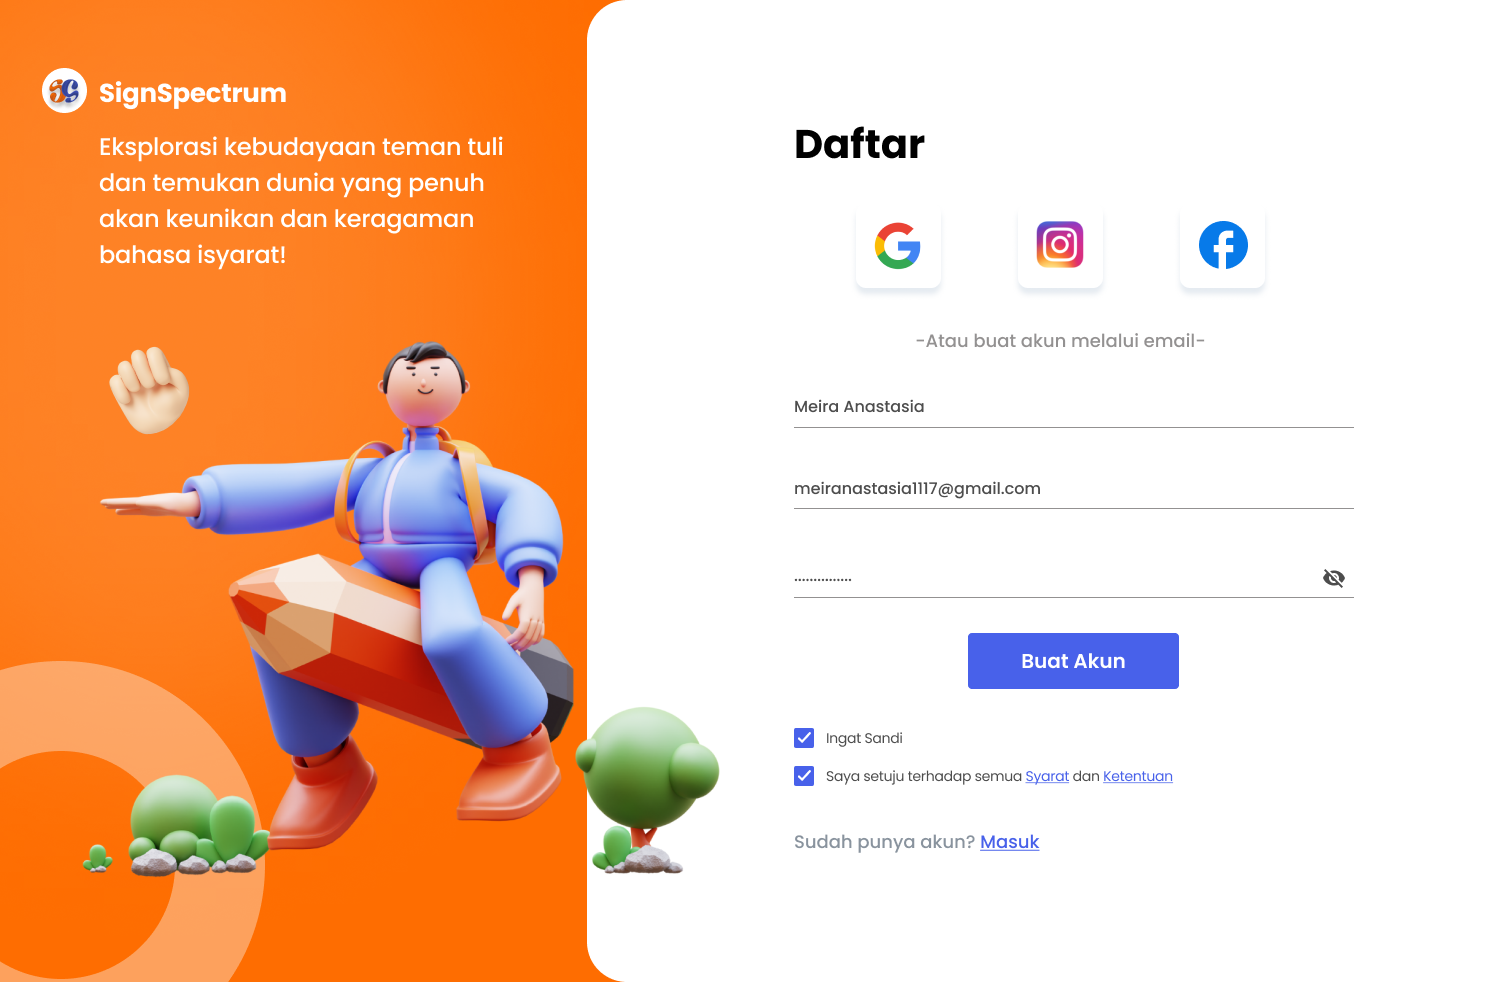 SignSpectrum
Eksplorasi kebudayaan teman tuli
dan temukan dunia yang penuh
akan keunikan dan keragaman
bahasa isyarat!
Daftar
-Atau buat akun melalui email-
Meira Anastasia
meiranastasia1117@gmail.com
...............
Buat Akun
Ingat Sandi
Saya setuju terhadap semua Syarat dan Ketentuan
Sudah punya akun? Masuk